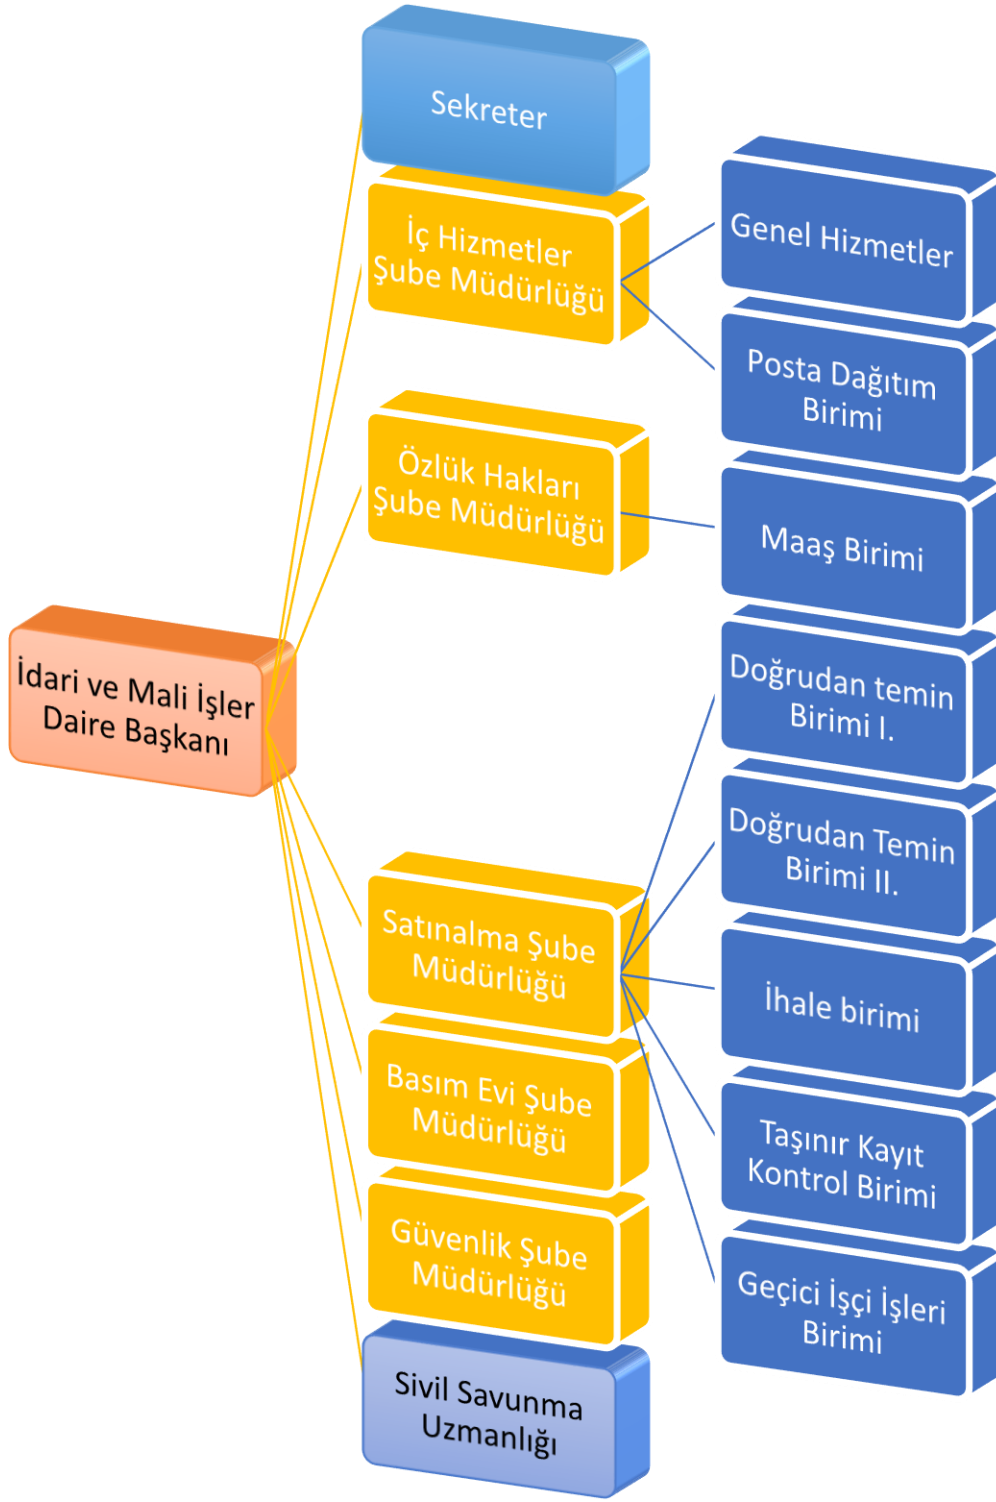 Sekreter
İç Hizmetler
Şube Müdürlüğü
Genel Hizmetler
Posta Dağıtım
Birimi
Özlük Hakları
Şube Müdürlüğü
Maaş Birimi
İdari ve Mali İşler
Daire Başkanı
Doğrudan temin
Birimi I.
Doğrudan Temin
Birimi II.
Satınalma Şube
Müdürlüğü
İhale birimi
Basım Evi Şube
Müdürlüğü
Taşınır Kayıt
Kontrol Birimi
Güvenlik Şube
Müdürlüğü
Geçici İşçi İşleri
Birimi
Sivil Savunma
Uzmanlığı